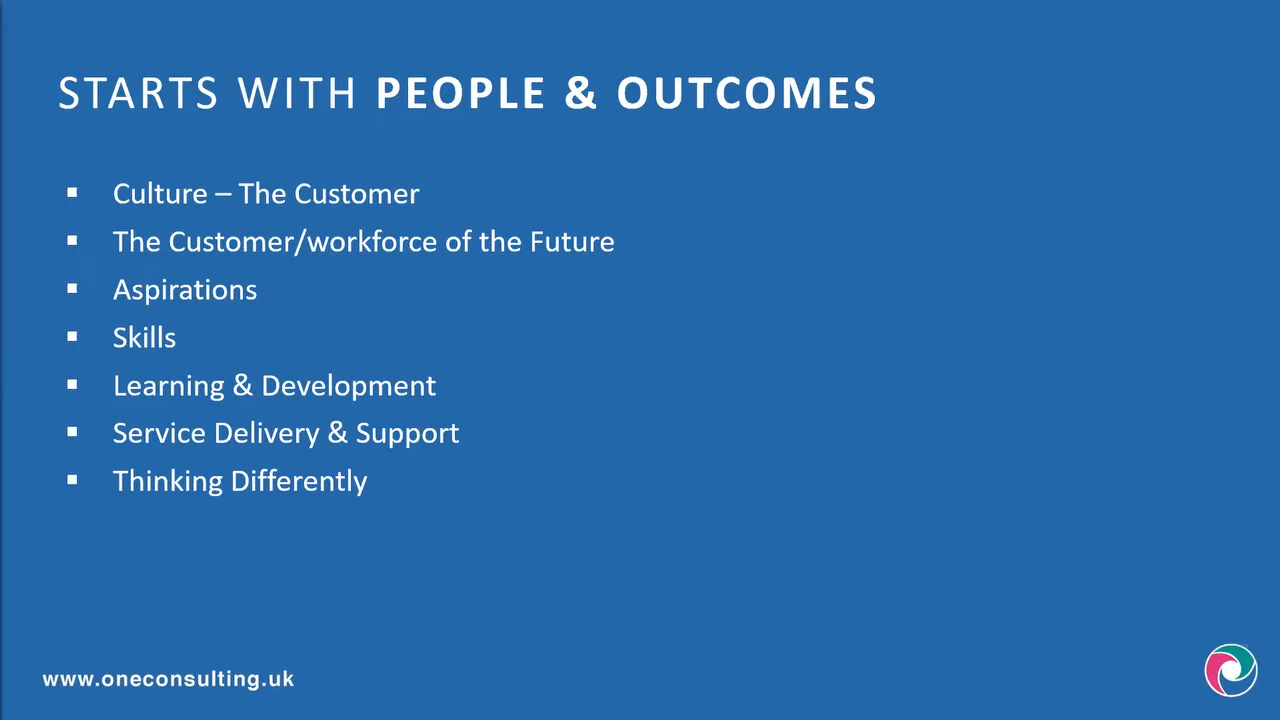 STARTS WITH PEOPLE & OUTCOMES
▪ Culture – The Customer
▪ The Customer/workforce of the Future
▪ Aspirations
▪ Skills
▪ Learning & Development
▪ Service Delivery & Support
▪ Thinking Differently
www.oneconsulting.uk